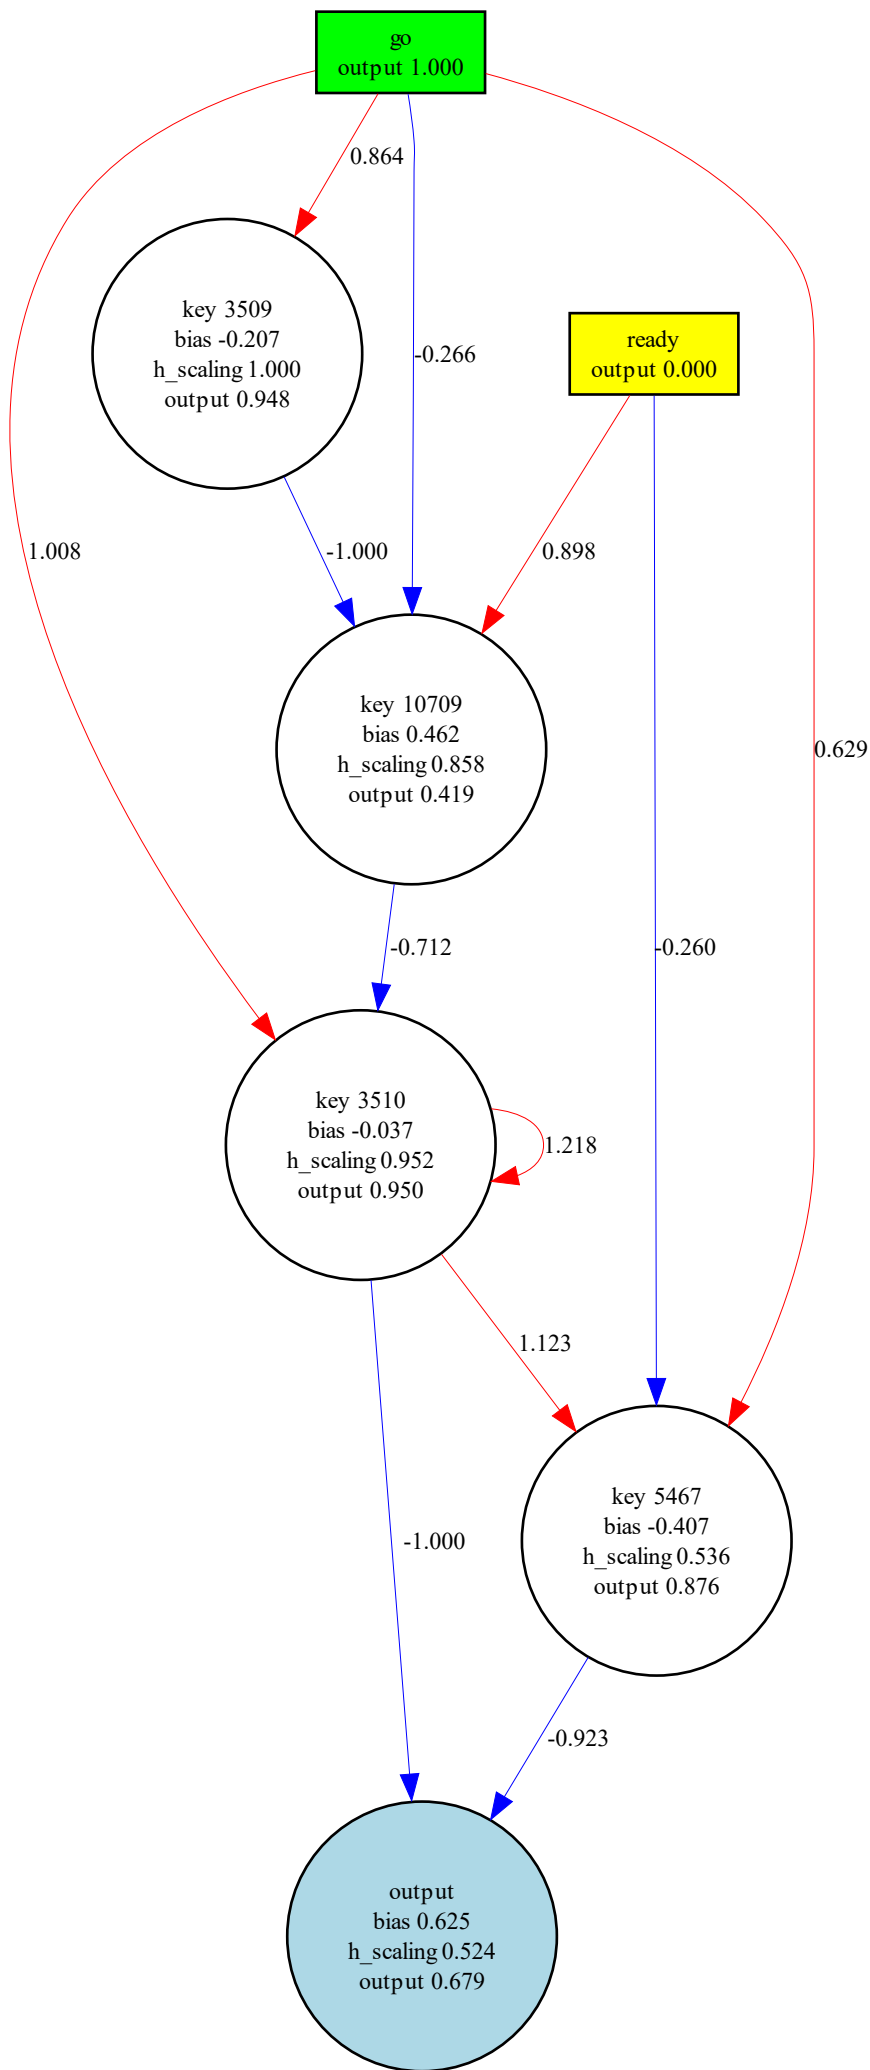 go
output 1.000
0.864
key 3509
bias -0.207
h_scaling 1.000
output 0.948
-0.266
ready
output 0.000
1.008
-1.000
0.898
key 10709
bias 0.462
h_scaling 0.858
output 0.419
0.629
-0.712
-0.260
key 3510
bias -0.037
h_scaling 0.952
output 0.950
1.218
1.123
key 5467
bias -0.407
h_scaling 0.536
output 0.876
-1.000
-0.923
output
bias 0.625
h_scaling 0.524
output 0.679